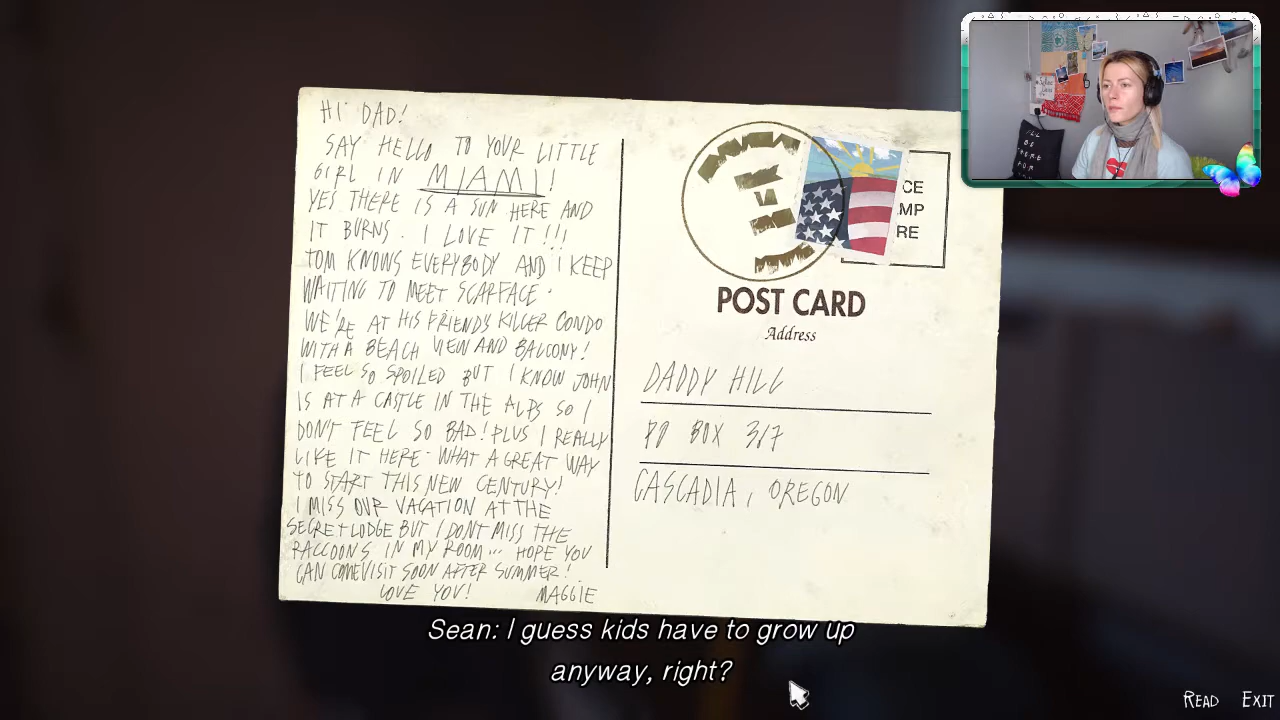 HI DAD!
SAY HELLO TO YOUR LITTLE
GIRL IN MIAMI!
YES THERE IS A SUN HERE AND
IT BURNS. I LOVE IT!!!
TOM KNOWS EVERYBODY AND I KEEP
WAITING TO MEET SCARFACE.
WE'RE AT HIS FRIENDS KILLER CONDO
WITH A BEACH VIEW AND BALCONY!
I FEEL SO SPOILED BUT I KNOW JOHN
IS AT A CASTLE IN THE ALPS SO I
DON'T FEEL SO BAD! PLUS I REALLY
LIKE IT HERE. WHAT A GREAT WAY
TO START THIS NEW CENTURY!
I MISS OUR VACATION AT THE
SECRET LODGE BUT I DONT MISS THE
RACCOONS IN MY ROOM... HOPE YOU
CAN COME VISIT SOON AFTER SUMMER!
LOVE YOU! MAGGIE
CE
MP
RE
POST CARD
Address
DADDY HILL
PO BOX 317
CASCADIA, OREGON
Sean: I guess kids have to grow up
anyway, right?
READ EXIT